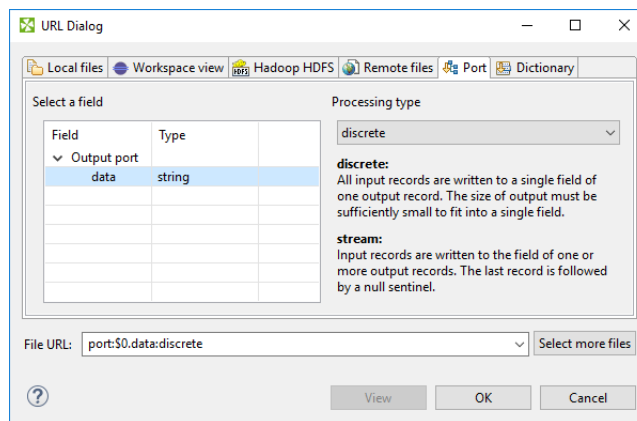 URL Dialog
Local files Workspace view Hadoop HDFS Remote files Port Dictionary
Select a field
Field Type
Output port
data string
Processing type
discrete
discrete:
All input records are written to a single field of
one output record. The size of output must be
sufficiently small to fit into a single field.
stream:
Input records are written to the field of one or
more output records. The last record is followed
by a null sentinel.
File URL: port:$0.data:discrete Select more files
? View OK Cancel